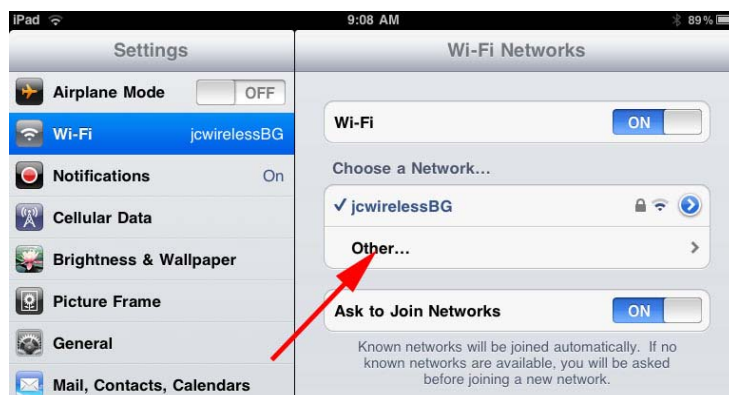 iPad 9:08 AM 89%
Settings
Airplane Mode OFF
Wi-Fi jcwirelessBG
Notifications On
Cellular Data
Brightness & Wallpaper
Picture Frame
General
Mail, Contacts, Calendars
Wi-Fi Networks
Wi-Fi ON
Choose a Network...
jcwirelessBG
Other...
Ask to Join Networks ON
Known networks will be joined automatically. If no
known networks are available, you will be asked
before joining a new network.